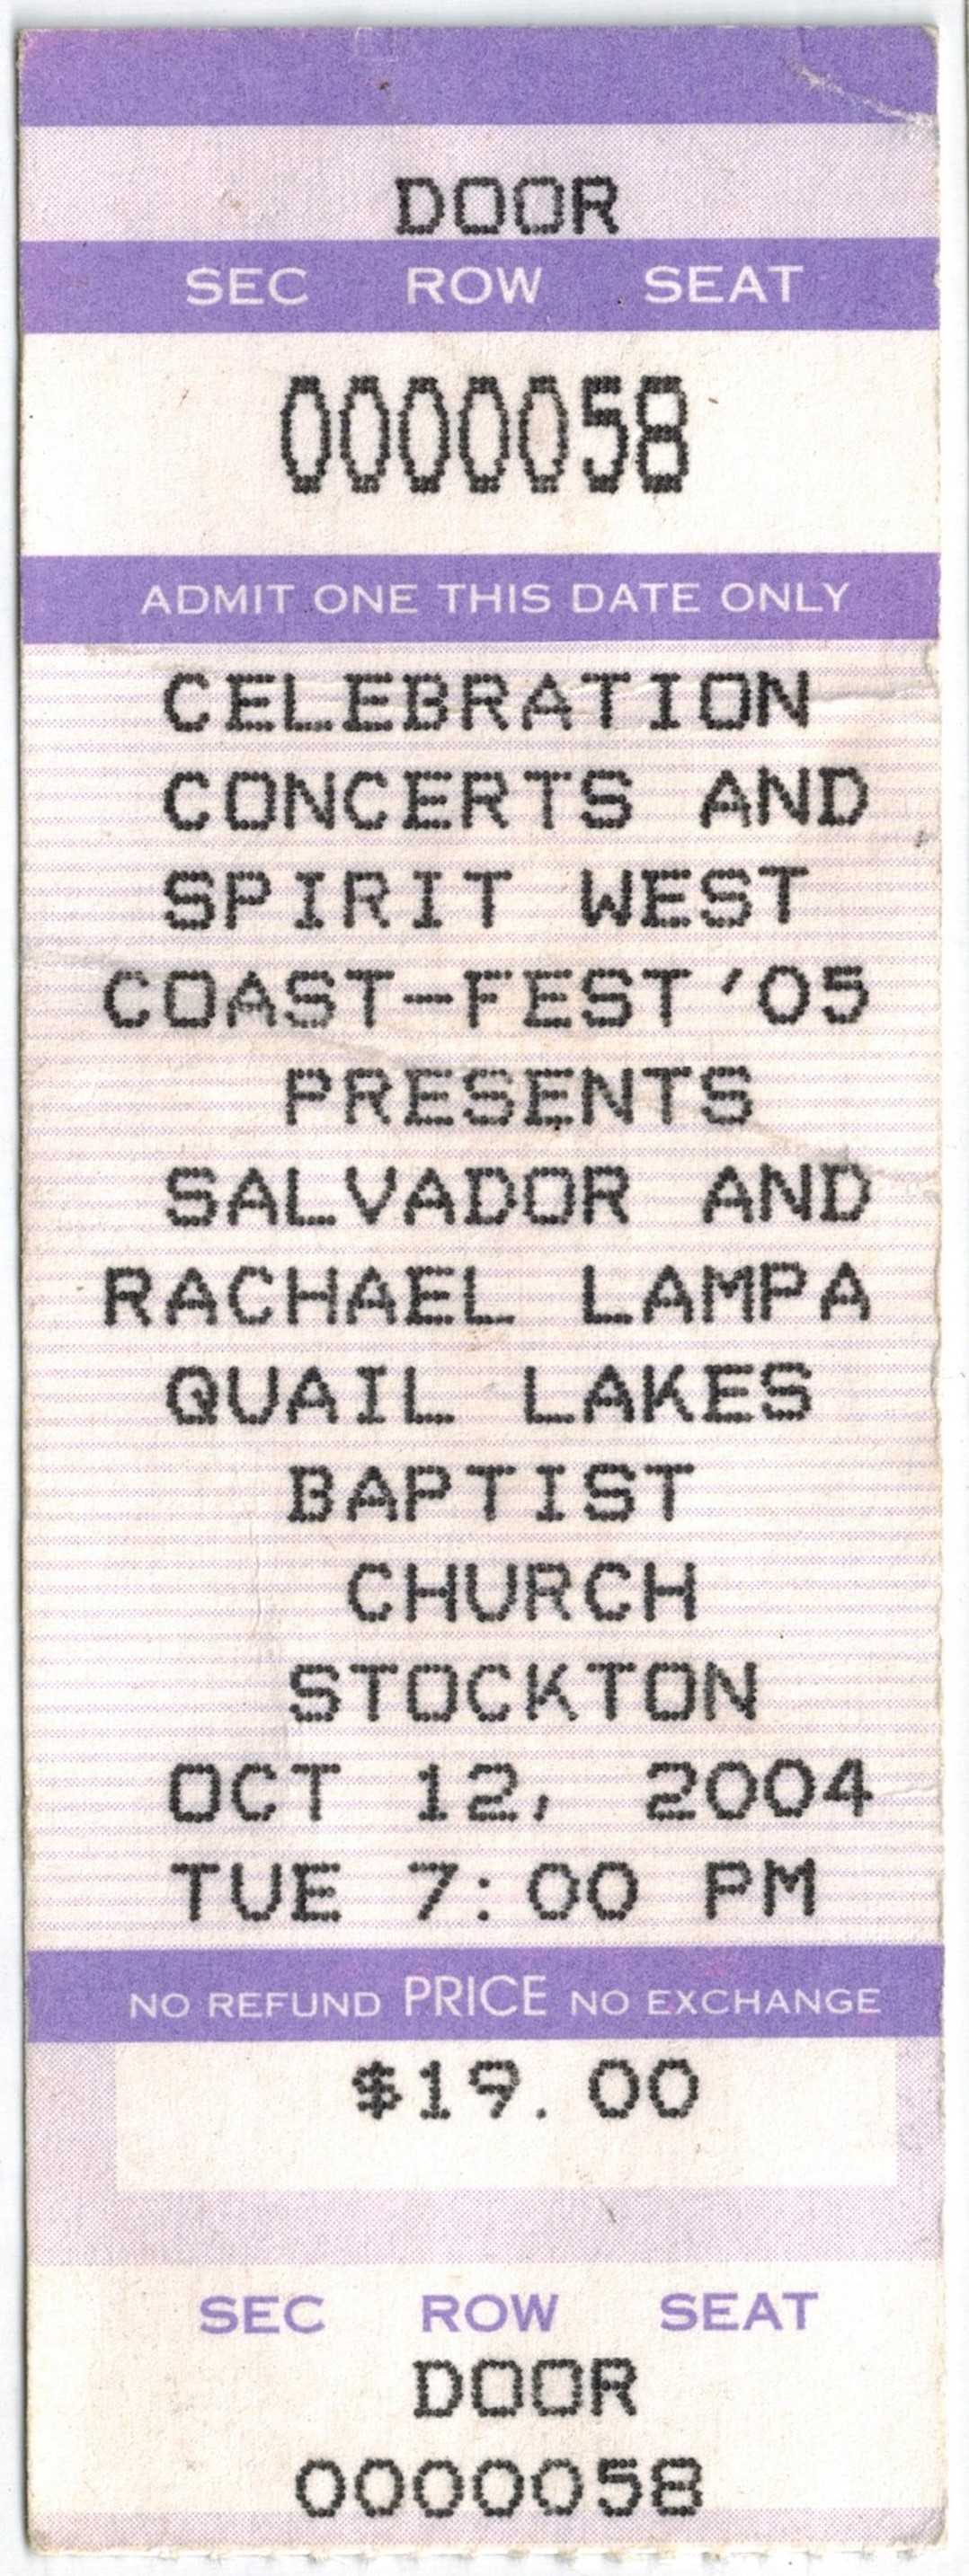 DOOR
SEC ROW SEAT
0000058
ADMIT ONE THIS DATE ONLY
CELEBRATION
CONCERTS AND
SPIRIT WEST
COAST-FEST'05
PRESENTS
SALVADOR AND
RACHAEL LAMPA
QUAIL LAKES
BAPTIST
CHURCH
STOCKTON
OCT 12, 2004
TUE 7:00 PM
NO REFUND PRICE NO EXCHANGE
$19.00
SEC ROW SEAT
DOOR
0000058